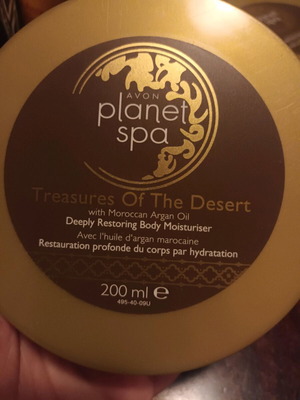 AVON
planet
spa
Treasures Of The Desert
with Moroccan Argan Oil
Deeply Restoring Body Moisturiser
Avec l'huile d'argan marocaine
Restauration profonde du corps par hydratation
200 ml ℮
495-40-09U